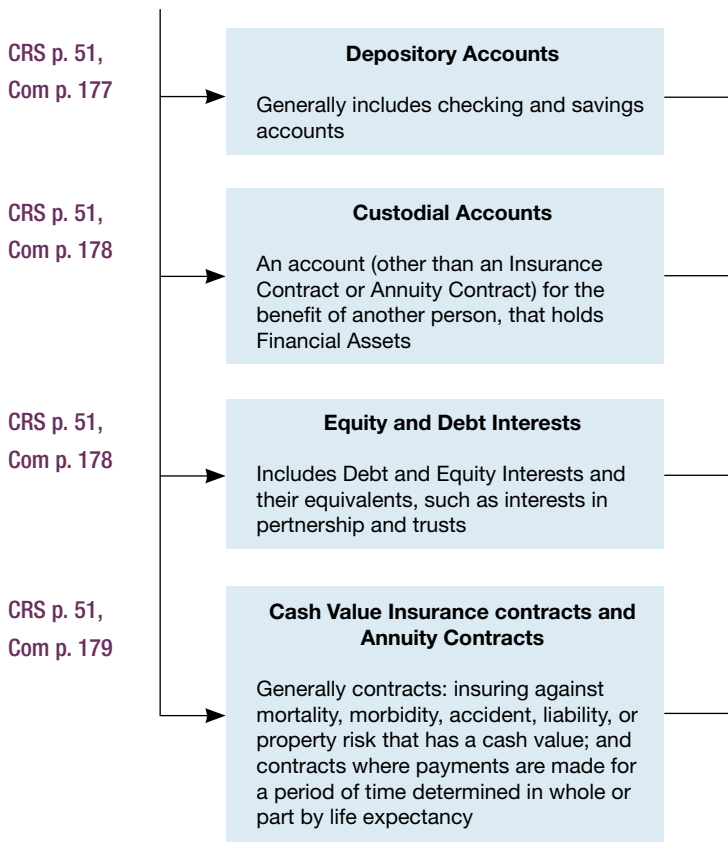 CRS p. 51,
Com p. 177
Depository Accounts
Generally includes checking and savings
accounts
CRS p. 51,
Com p. 178
Custodial Accounts
An account (other than an Insurance
Contract or Annuity Contract) for the
benefit of another person, that holds
Financial Assets
CRS p. 51,
Com p. 178
Equity and Debt Interests
Includes Debt and Equity Interests and
their equivalents, such as interests in
pertnership and trusts
CRS p. 51,
Com p. 179
Cash Value Insurance contracts and
Annuity Contracts
Generally contracts: insuring against
mortality, morbidity, accident, liability, or
property risk that has a cash value; and
contracts where payments are made for
a period of time determined in whole or
part by life expectancy